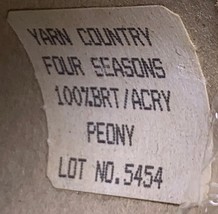 YARN COUNTRY
FOUR SEASONS
100%BRT/ACRY
PEONY
LOT NO.5454